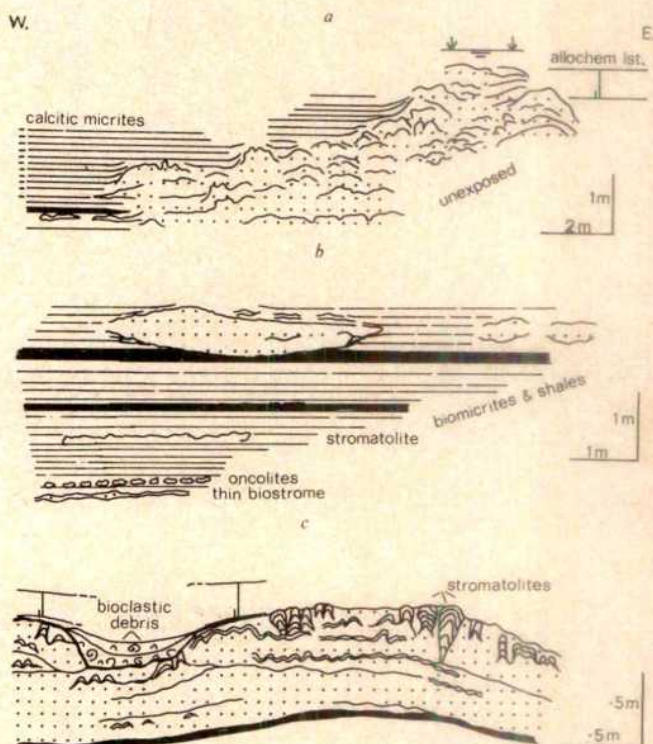 W.
a
E
allochem lst.
calcitic micrites
unexposed
1m
2m
b
biomicrites & shales
1m
1m
stromatolite
oncolites
thin biostrome
c
stromatolites
bioclastic
debris
·5m
·5m